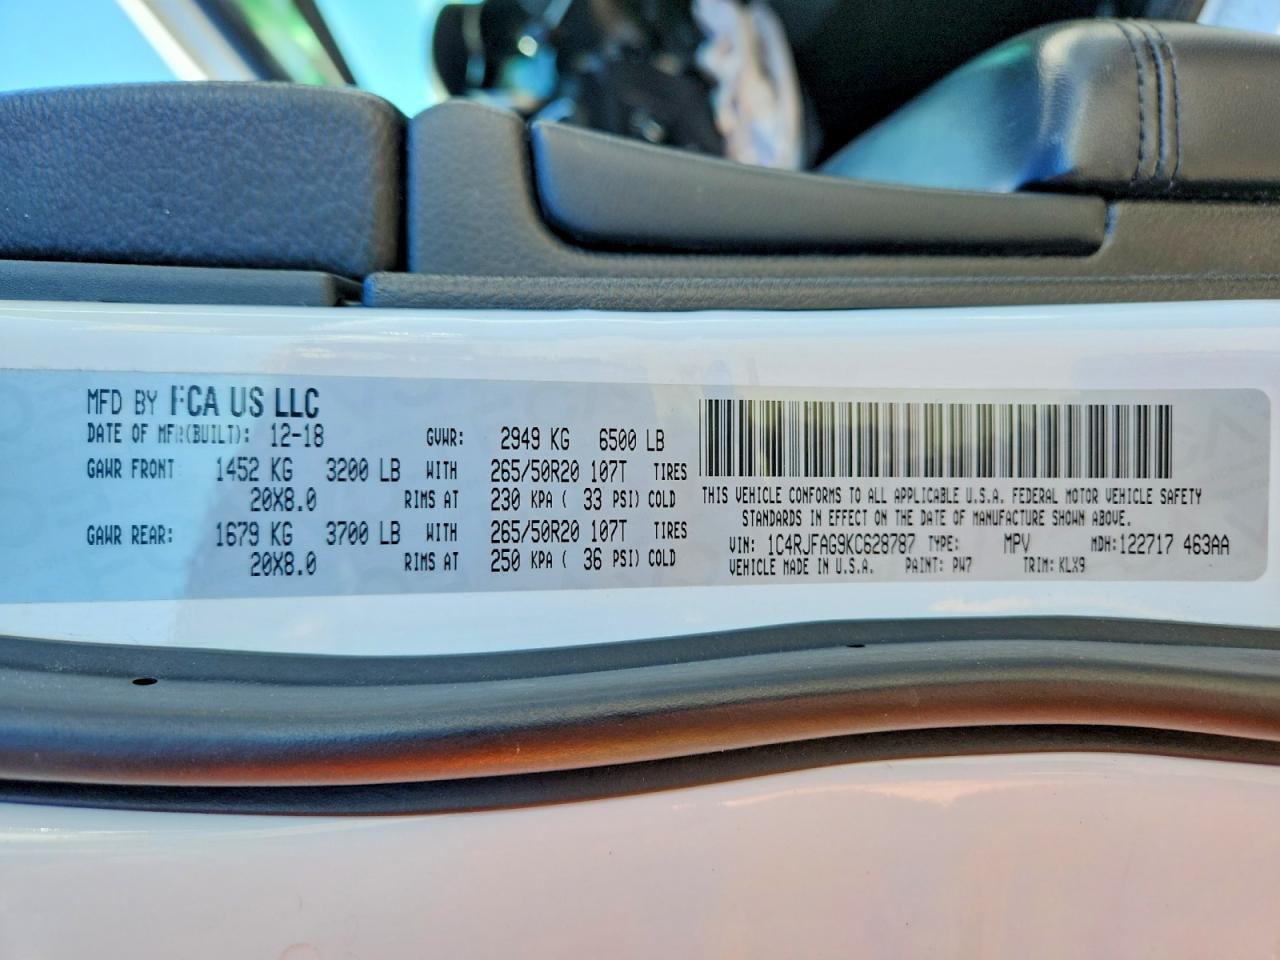 MFD BY FCA US LLC
DATE OF MFR(BUILT): 12-18 GVWR: 2949 KG 6500 LB
GAWR FRONT 1452 KG 3200 LB WITH 265/50R20 107T TIRES
20X8.0 RIMS AT 230 KPA ( 33 PSI) COLD
GAWR REAR: 1679 KG 3700 LB WITH 265/50R20 107T TIRES
20X8.0 RIMS AT 250 KPA ( 36 PSI) COLD
THIS VEHICLE CONFORMS TO ALL APPLICABLE U.S.A. FEDERAL MOTOR VEHICLE SAFETY
STANDARDS IN EFFECT ON THE DATE OF MANUFACTURE SHOWN ABOVE.
VIN: 1C4RJFAG9KC628787 TYPE: MPV MDH:122717 463AA
VEHICLE MADE IN U.S.A. PAINT: PW7 TRIM: KLX9